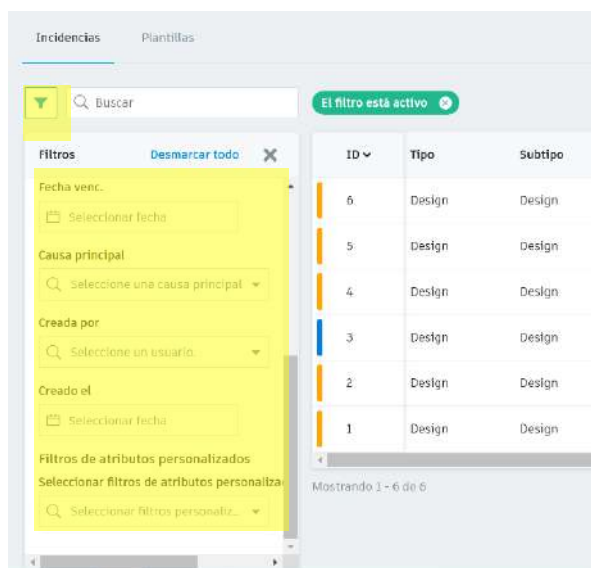 Incidencias Plantillas
Buscar
El filtro está activo
Filtros Desmarcar todo
ID Tipo Subtipo
Fecha venc.
Seleccionar fecha
Causa principal
Seleccione una causa principal
Creada por
Seleccione un usuario.
Creado el
Seleccionar fecha
Filtros de atributos personalizados
Seleccionar filtros de atributos personaliza
Seleccionar filtros personaliz...
6 Design Design
5 Design Design
4 Design Design
3 Design Design
2 Design Design
1 Design Design
Mostrando 1 - 6 de 6